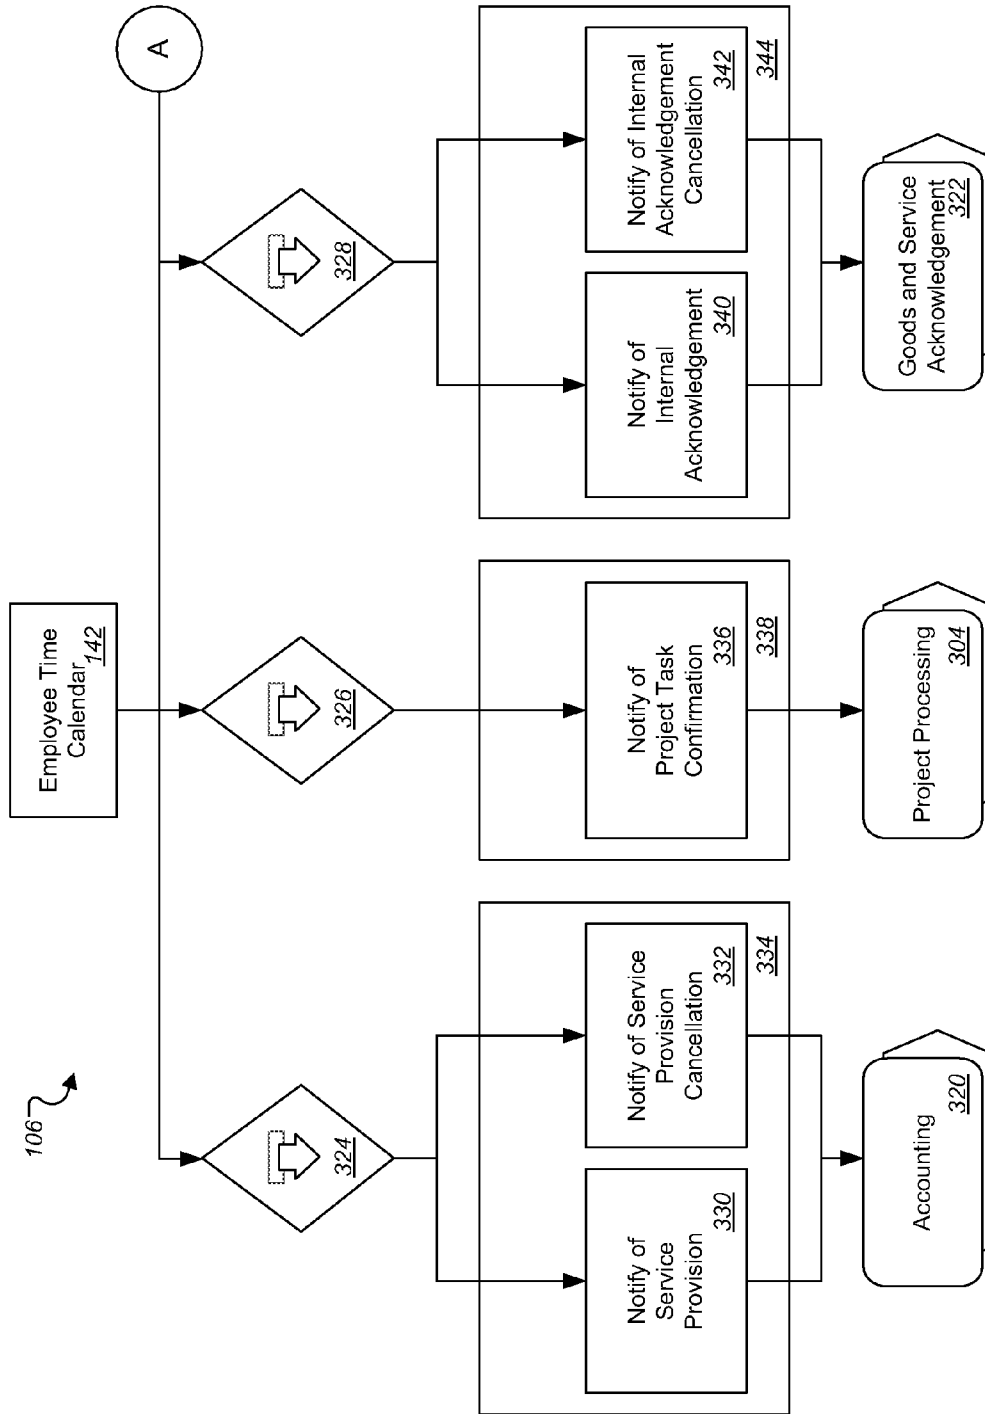 106
Employee Time
Calendar
142
A
324
326
328
Notify of
Service
Provision
330
Notify of Service
Provision
Cancellation
332
334
Notify of
Project Task
Confirmation
336
338
Notify of
Internal
Acknowledgement
340
Notify of Internal
Acknowledgement
Cancellation
342
344
Accounting
320
Project Processing
304
Goods and Service
Acknowledgement
322